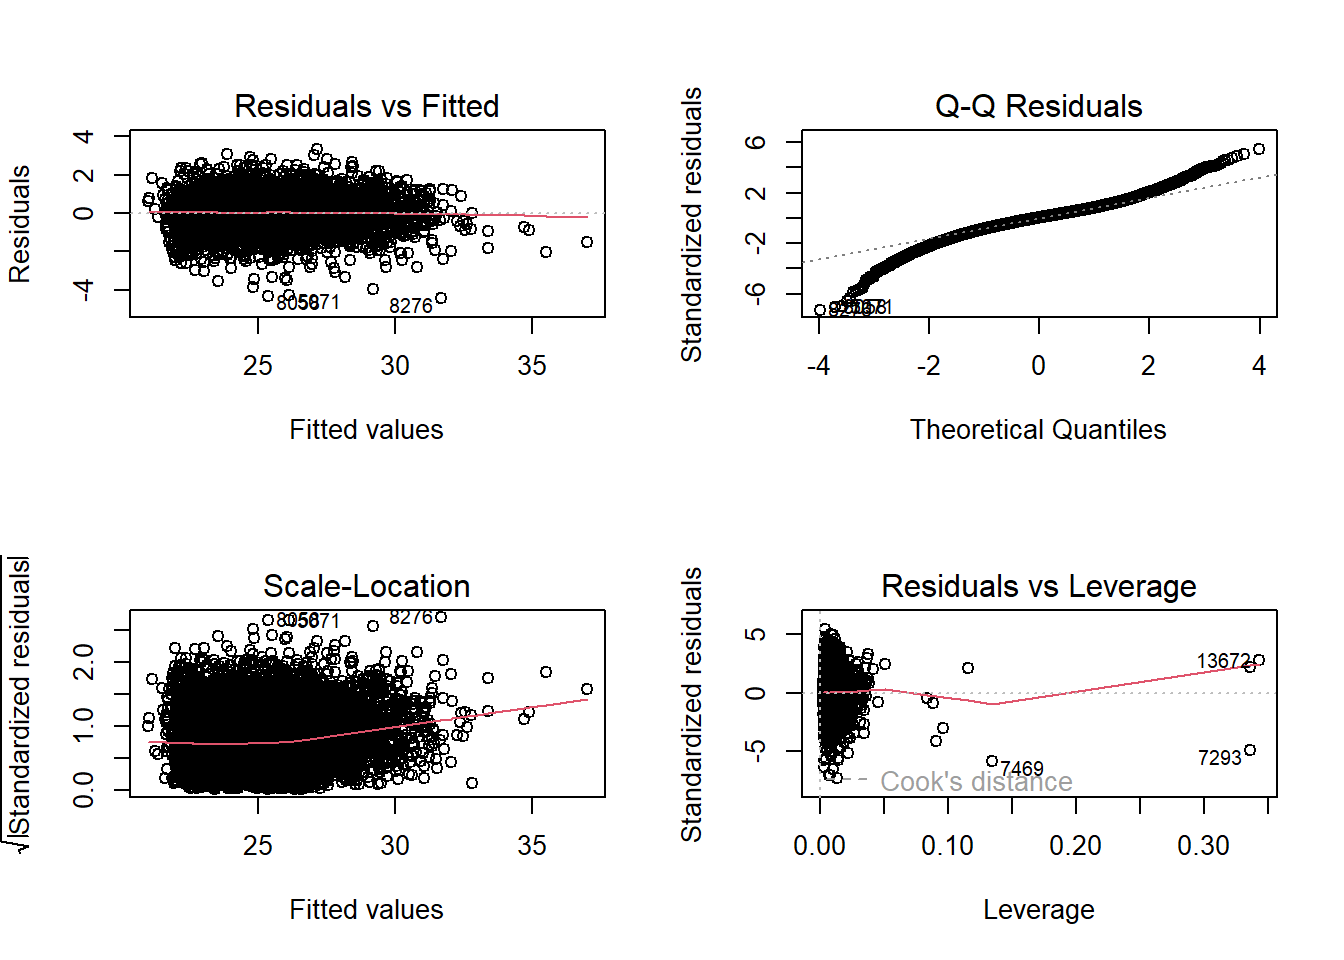 Residuals vs Fitted
Residuals
4
2
0
-4
8276
25
30
35
Fitted values
Q-Q Residuals
Standardized residuals
6
2
-2
-6
-4
-2
0
2
4
Theoretical Quantiles
Scale-Location
√|Standardized residuals|
2.0
1.0
0.0
8276
25
30
35
Fitted values
Residuals vs Leverage
Standardized residuals
5
0
-5
13672
7293
7469
Cook's distance
0.00
0.10
0.20
0.30
Leverage